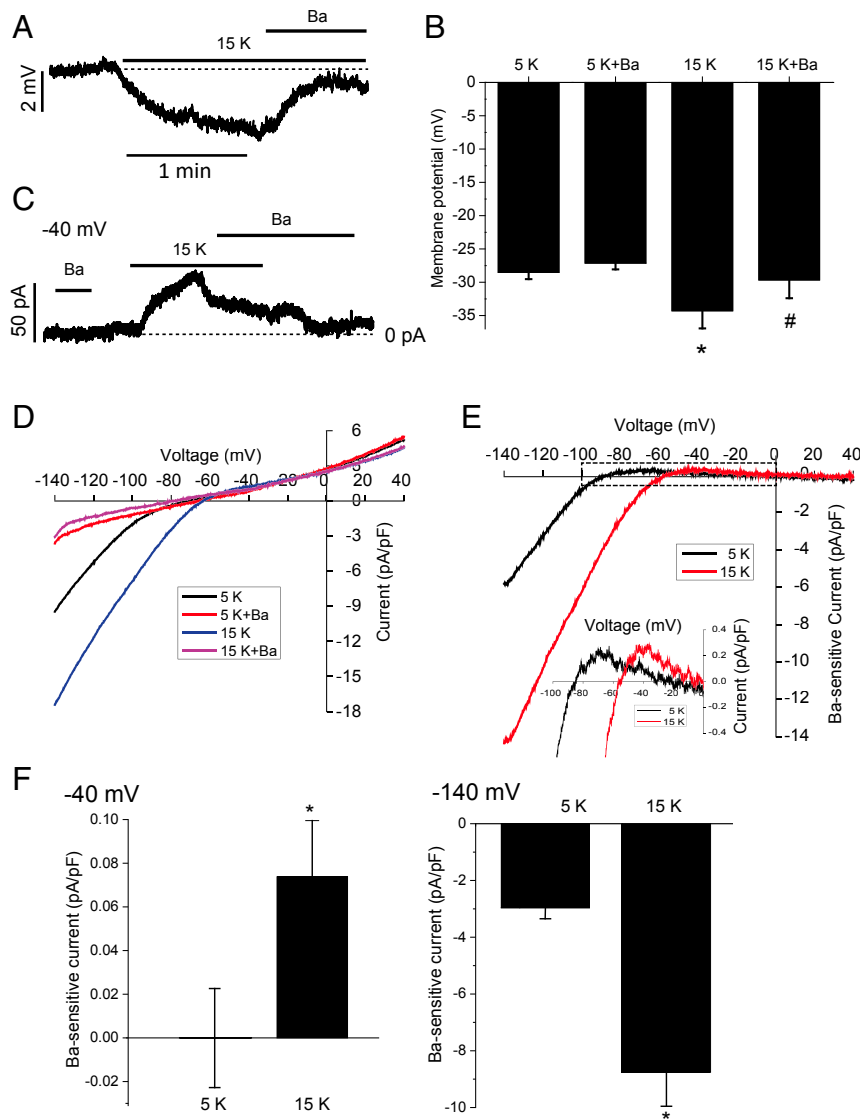 A
Ba
15 K
2 mV
1 min
B
5 K 5 K+Ba 15 K 15 K+Ba
Membrane potential (mV)
0
-5
-10
-15
-20
-25
-30
-35
*
#
C
-40 mV
Ba
15 K
Ba
50 pA
0 pA
D
Voltage (mV)
-140 -120 -100 -80 -60 -40 -20 0 20 40
6
3
0
-3
-6
-9
-12
-15
-18
Current (pA/pF)
5 K
5 K+Ba
15 K
15 K+Ba
E
Voltage (mV)
-140 -120 -100 -80 -60 -40 -20 0 20 40
-2
-4
-6
-8
-10
-12
-14
Ba-sensitive Current (pA/pF)
5 K
15 K
Voltage (mV)
-100 -80 -60 -40 -20 0
0.4
0.2
0.0
-0.2
-0.4
Current (pA/pF)
5 K
15 K
F
-40 mV
Ba-sensitive current (pA/pF)
0.10
0.08
0.06
0.04
0.02
0.00
-0.02
*
5 K 15 K
-140 mV
5 K 15 K
Ba-sensitive current (pA/pF)
0
-2
-4
-6
-8
-10
*